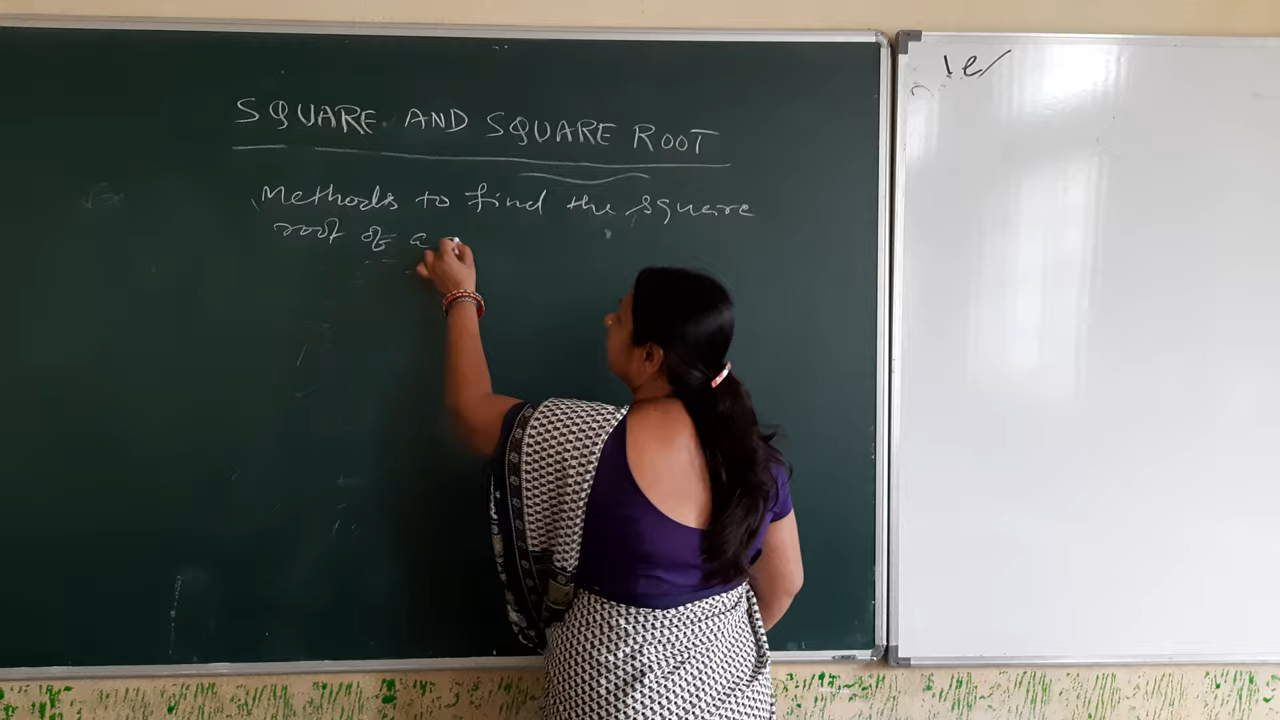 SQUARE AND SQUARE ROOT
Methods to find the square
root of a